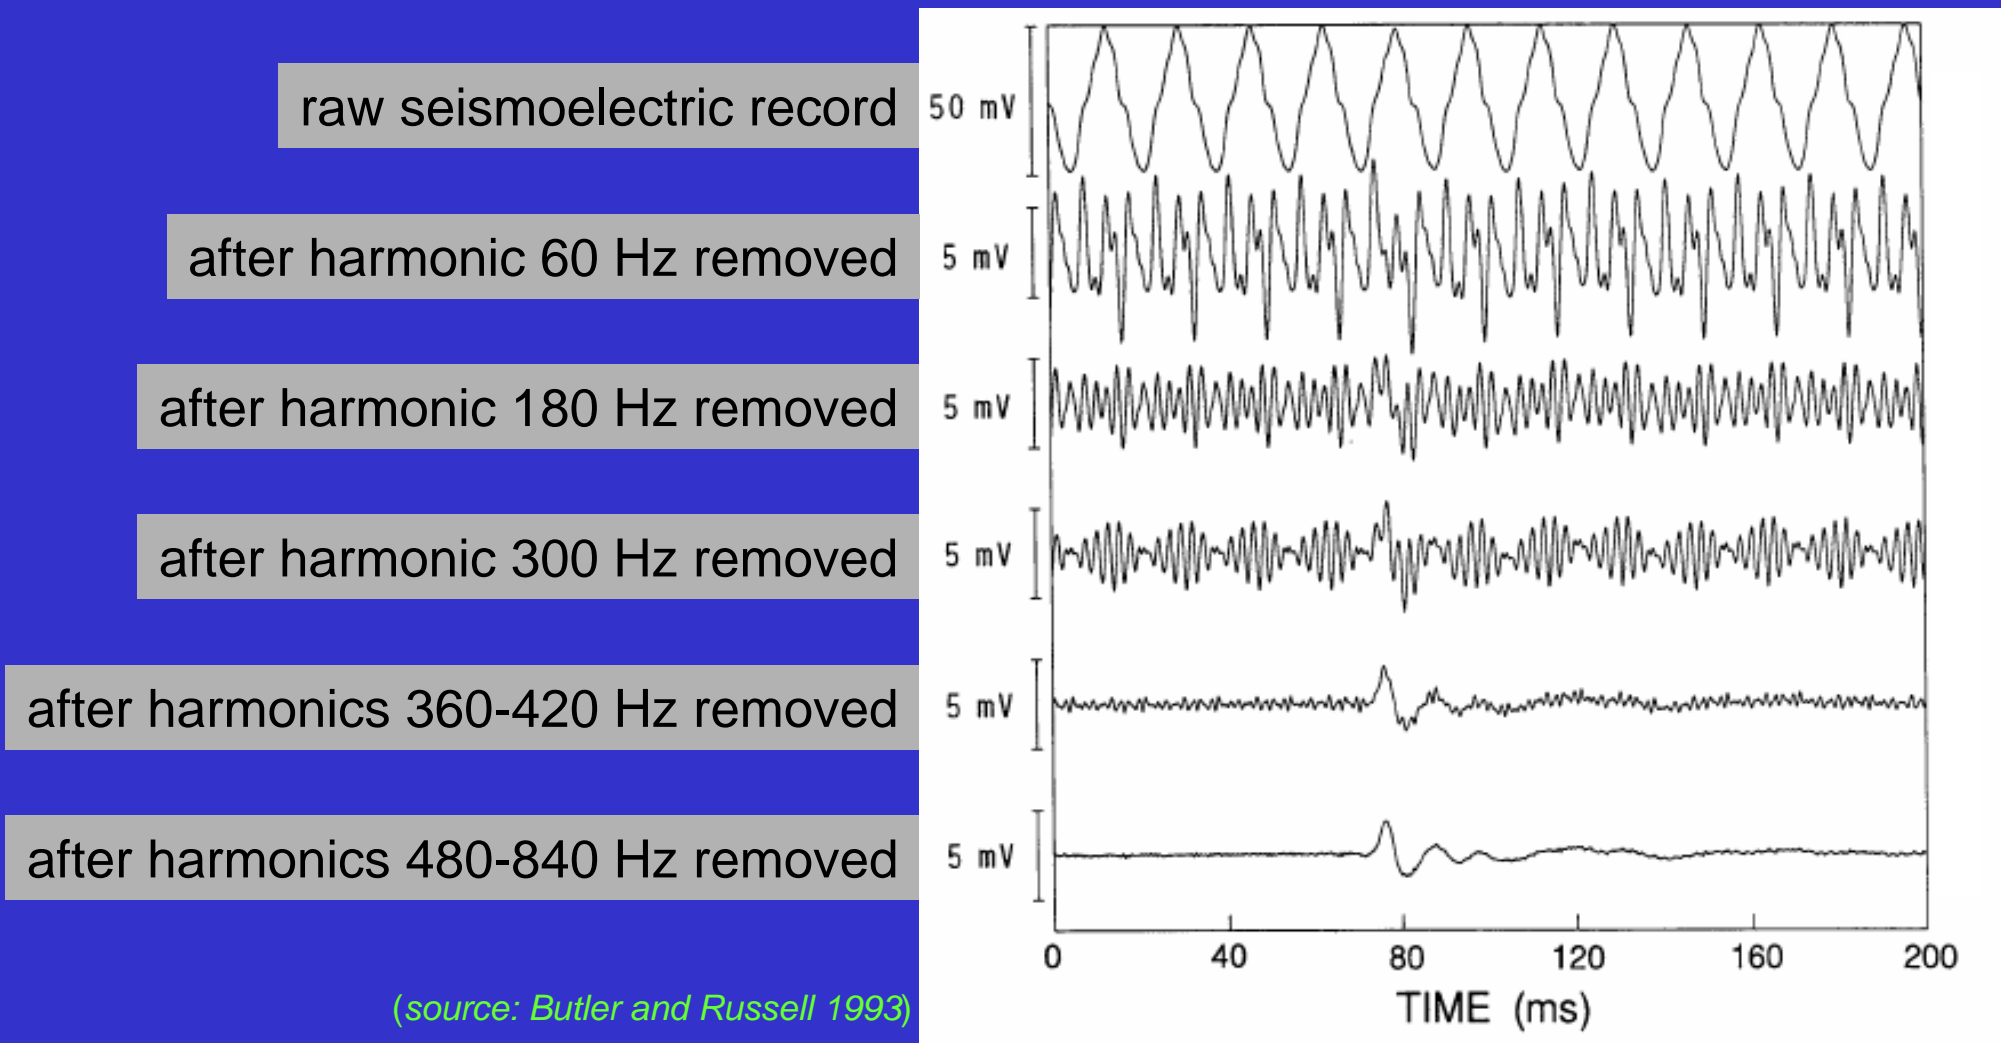 raw seismoelectric record
50 mV
after harmonic 60 Hz removed
5 mV
after harmonic 180 Hz removed
5 mV
after harmonic 300 Hz removed
5 mV
after harmonics 360-420 Hz removed
5 mV
after harmonics 480-840 Hz removed
5 mV
0 40 80 120 160 200
TIME (ms)
(source: Butler and Russell 1993)